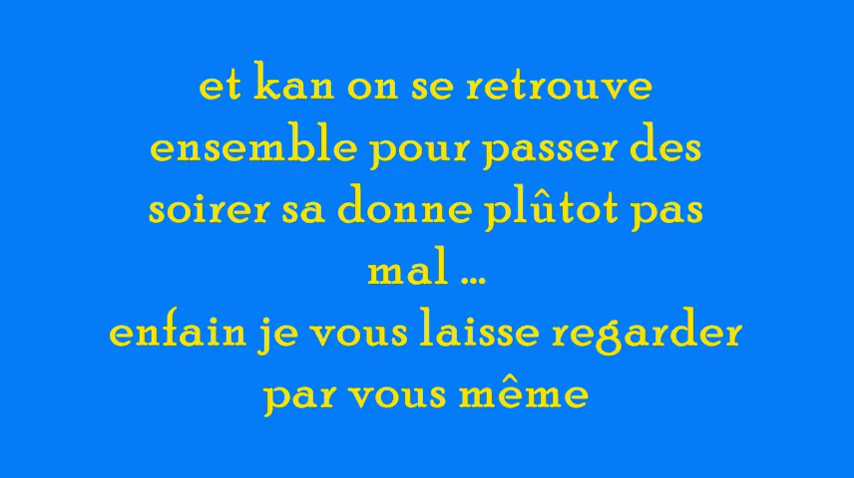 et kan on se retrouve
ensemble pour passer des
soirer sa donne plûtot pas
mal ...
enfain je vous laisse regarder
par vous même